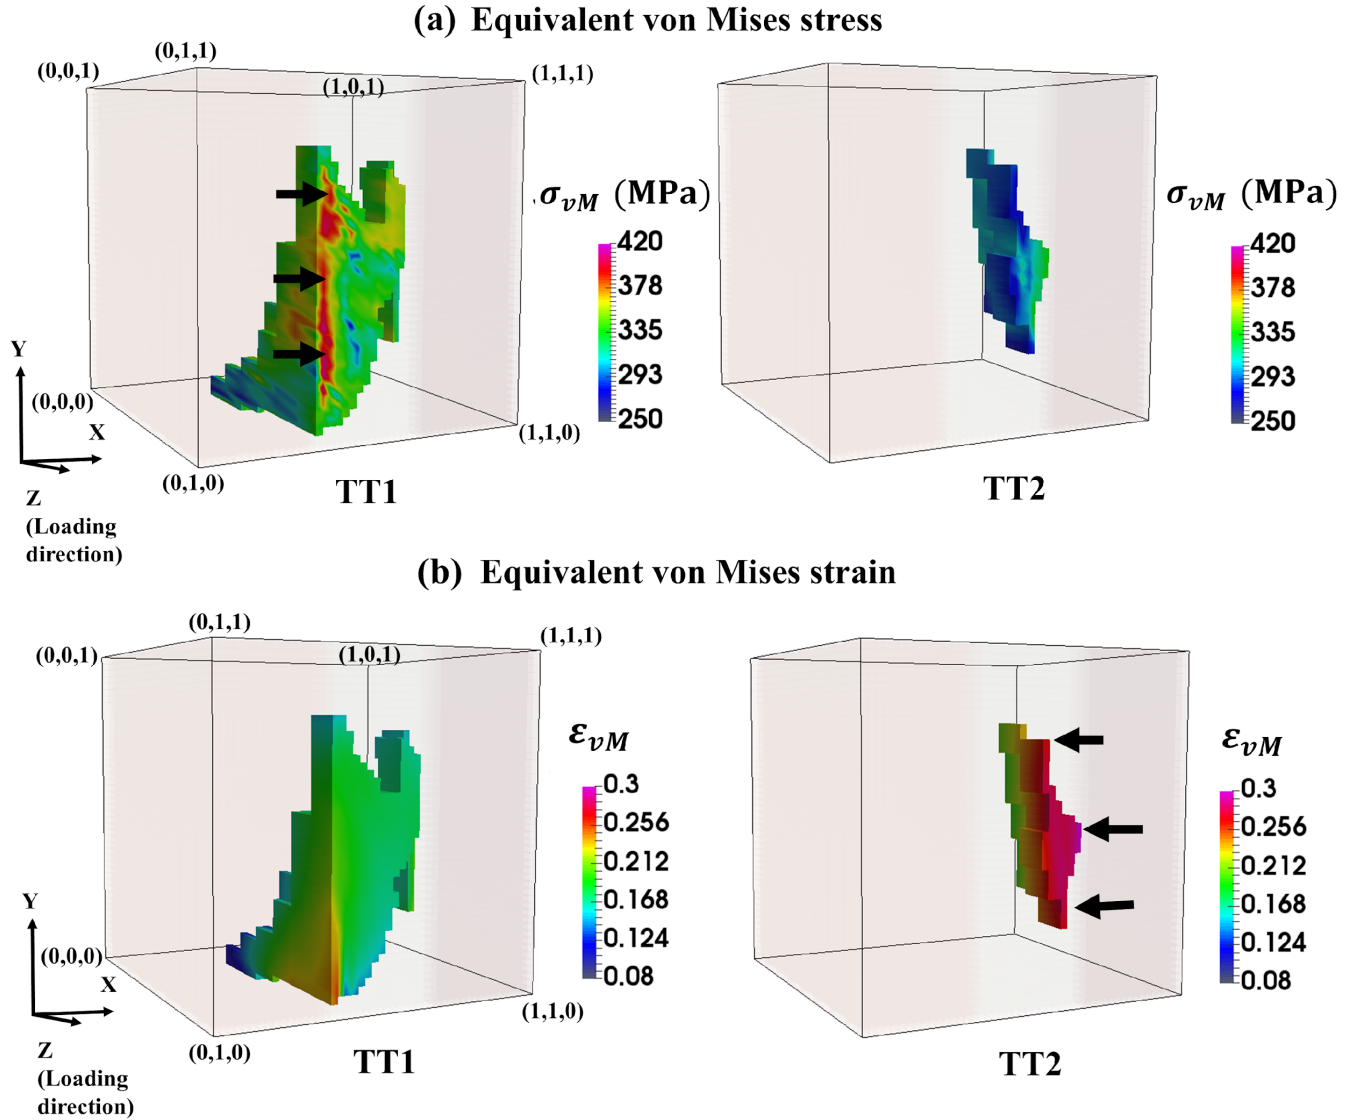 (a) Equivalent von Mises stress
(0,1,1)
(0,0,1)
(1,0,1)
(1,1,1)
σvM (MPa)
420
378
335
293
250
σvM (MPa)
420
378
335
293
250
Y
X
Z
(Loading
direction)
(0,0,0)
(0,1,0)
(1,1,0)
TT1
TT2
(b) Equivalent von Mises strain
(0,1,1)
(0,0,1)
(1,0,1)
(1,1,1)
εvM
0.3
0.256
0.212
0.168
0.124
0.08
εvM
0.3
0.256
0.212
0.168
0.124
0.08
Y
X
Z
(Loading
direction)
(0,0,0)
(0,1,0)
(1,1,0)
TT1
TT2